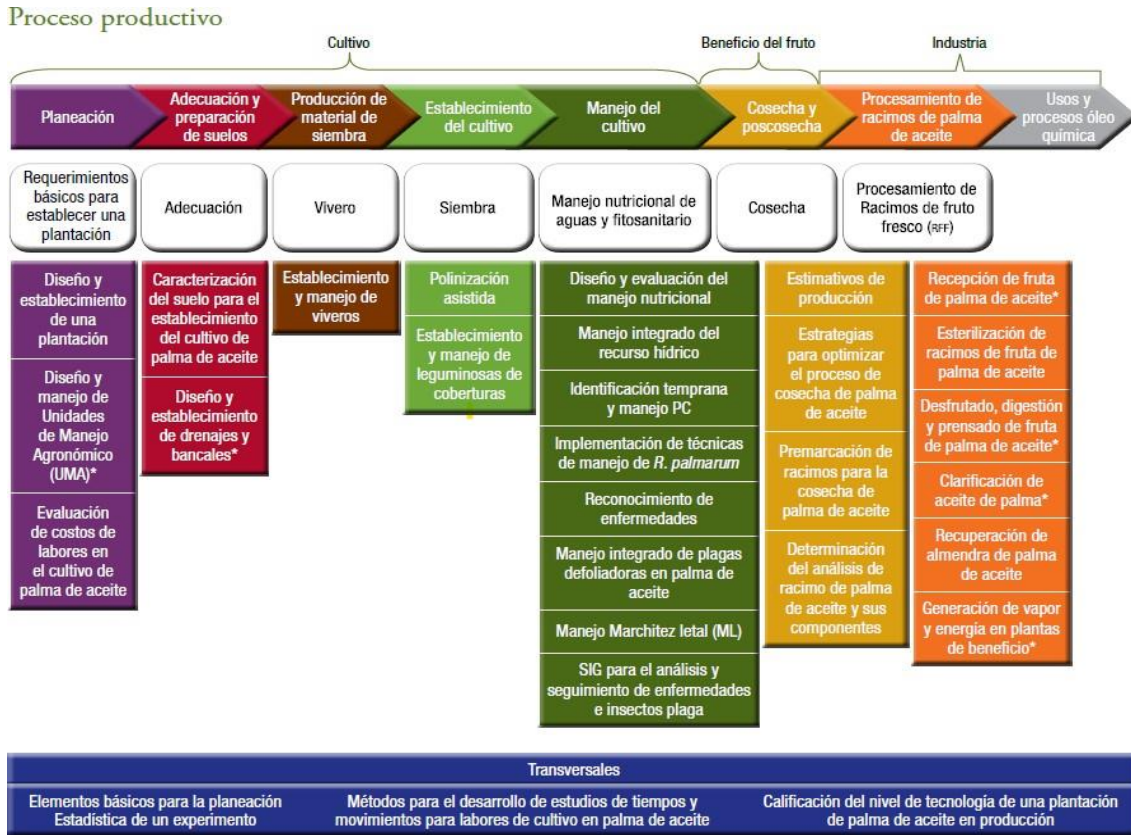 Proceso productivo
Cultivo
Beneficio del fruto
Industria
Planeación
Adecuación y
preparación
de suelos
Producción de
material de
siembra
Establecimiento
del cultivo
Manejo del
cultivo
Cosecha y
poscosecha
Procesamiento de
racimos de palma
de aceite
Usos y
procesos óleo
química
Requerimientos
básicos para
establecer una
plantación
Adecuación
Vivero
Siembra
Manejo nutricional de
aguas y fitosanitario
Cosecha
Procesamiento de
Racimos de fruto
fresco (RFF)
Diseño y
establecimiento
de una
plantación
Diseño y
manejo de
Unidades
de Manejo
Agronómico
(UMA)*
Evaluación
de costos de
labores en
el cultivo de
palma de aceite
Caracterización
del suelo para el
establecimiento
del cultivo de
palma de aceite
Diseño y
establecimiento
de drenajes y
bancales*
Establecimiento
y manejo de
viveros
Polinización
asistida
Establecimiento
y manejo de
leguminosas de
coberturas
Diseño y evaluación del
manejo nutricional
Manejo integrado del
recurso hídrico
Identificación temprana
y manejo PC
Implementación de técnicas
de manejo de R. palmarum
Reconocimiento de
enfermedades
Manejo integrado de plagas
defoliadoras en palma de
aceite
Manejo Marchitez letal (ML)
SIG para el análisis y
seguimiento de enfermedades
e insectos plaga
Estimativos de
producción
Estrategias
para optimizar
el proceso de
cosecha de palma
de aceite
Premarcación de
racimos para la
cosecha de
palma de aceite
Determinación
del análisis de
racimo de palma
de aceite y sus
componentes
Recepción de fruta
de palma de aceite*
Esterilización de
racimos de fruta de
palma de aceite
Desfrutado, digestión
y prensado de fruta
de palma de aceite*
Clarificación de
aceite de palma*
Recuperación de
almendra de palma
de aceite
Generación de vapor
y energía en plantas
de beneficio*
Transversales
Elementos básicos para la planeación
Estadística de un experimento
Métodos para el desarrollo de estudios de tiempos y
movimientos para labores de cultivo en palma de aceite
Calificación del nivel de tecnología de una plantación
de palma de aceite en producción